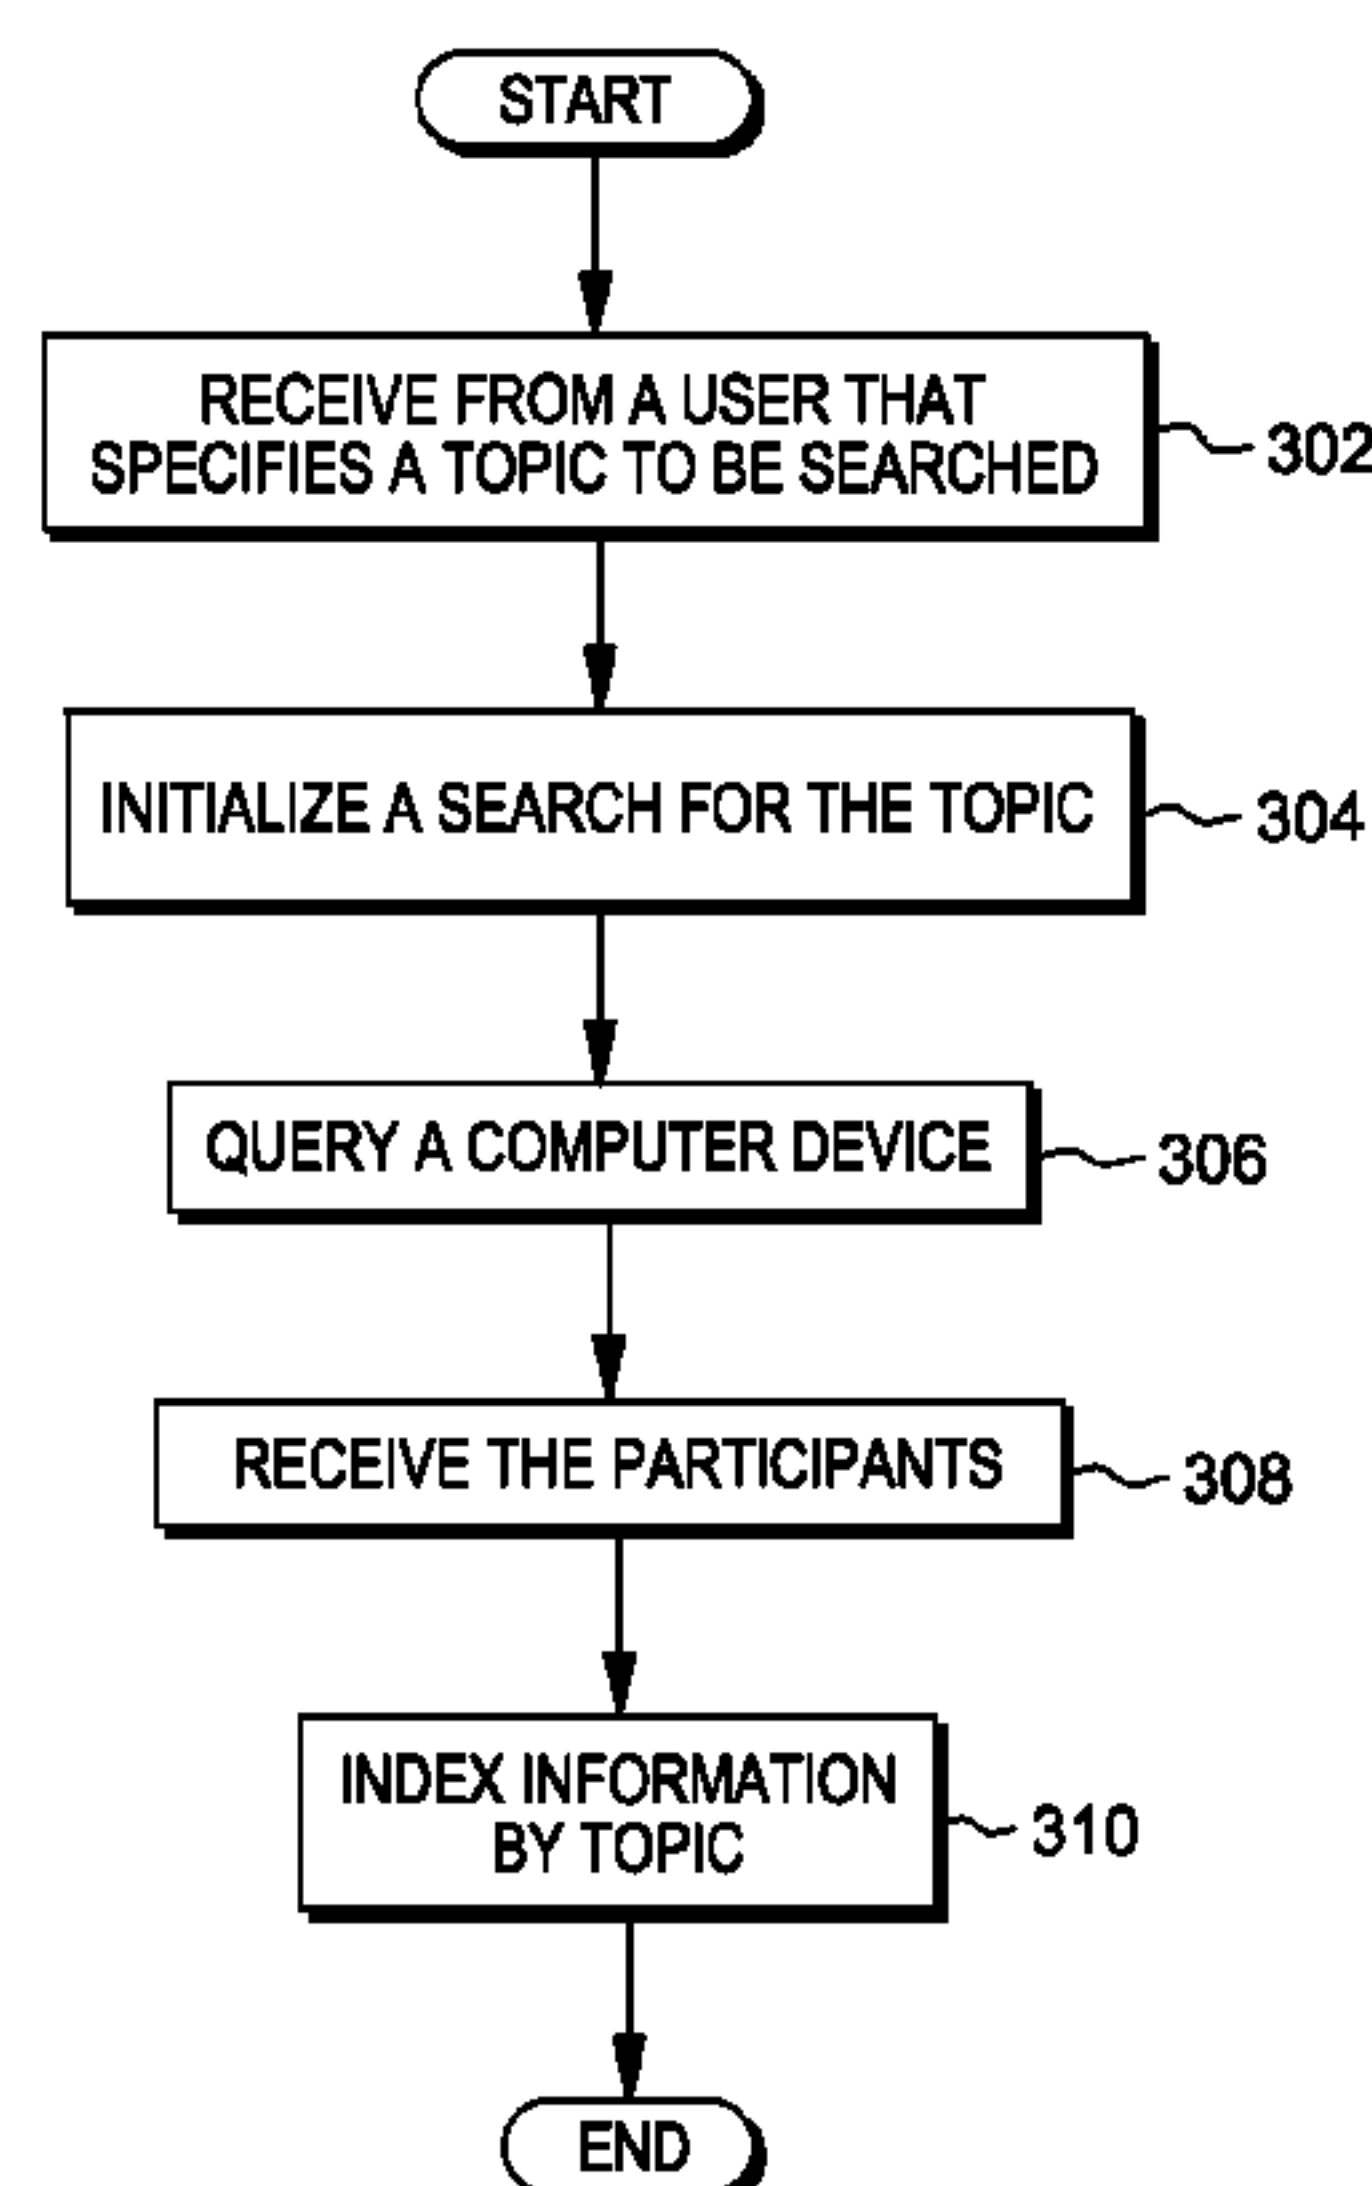 START
RECEIVE FROM A USER THAT
SPECIFIES A TOPIC TO BE SEARCHED
302
INITIALIZE A SEARCH FOR THE TOPIC
304
QUERY A COMPUTER DEVICE
306
RECEIVE THE PARTICIPANTS
308
INDEX INFORMATION
BY TOPIC
310
END